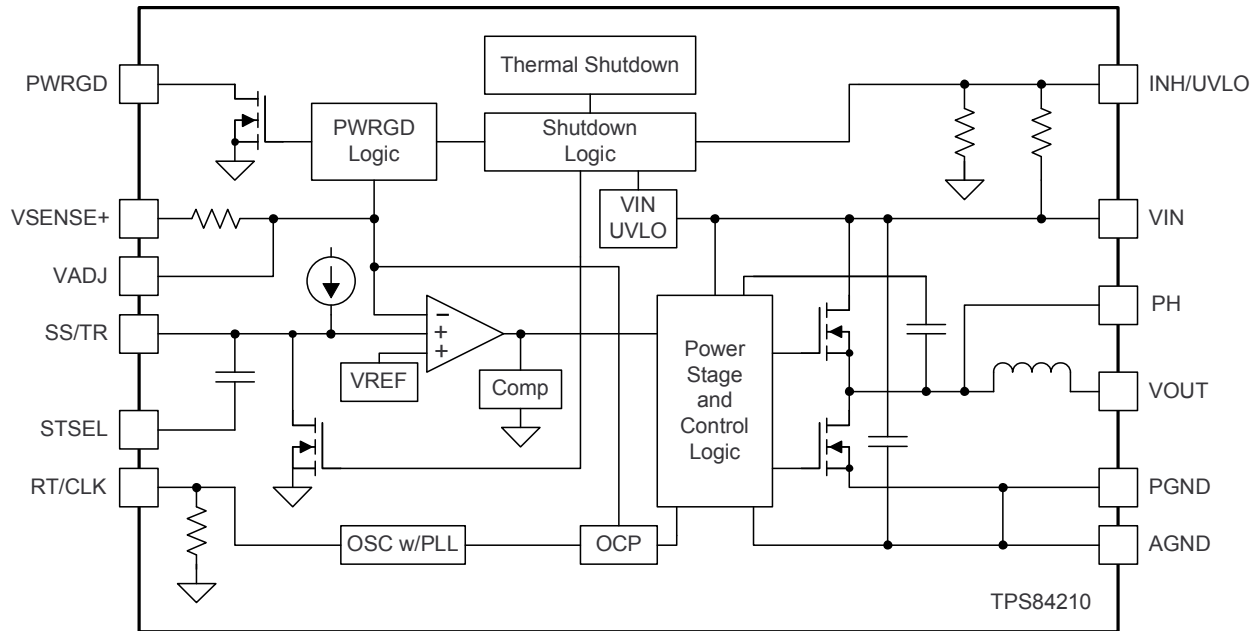 Thermal Shutdown
PWRGD
INH/UVLO
PWRGD
Logic
Shutdown
Logic
VSENSE+
VIN
UVLO
VIN
VADJ
SS/TR
PH
−
+
+
VREF
Comp
Power
Stage
and
Control
Logic
VOUT
STSEL
RT/CLK
PGND
OSC w/PLL
OCP
AGND
TPS84210